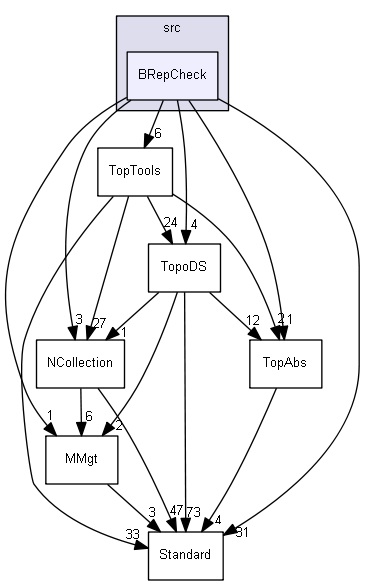 src
BRepCheck
6
TopTools
24
4
TopoDS
3
27
1
12
1
NCollection
TopAbs
1
6
2
MMgt
33
3
47
73
4
31
Standard